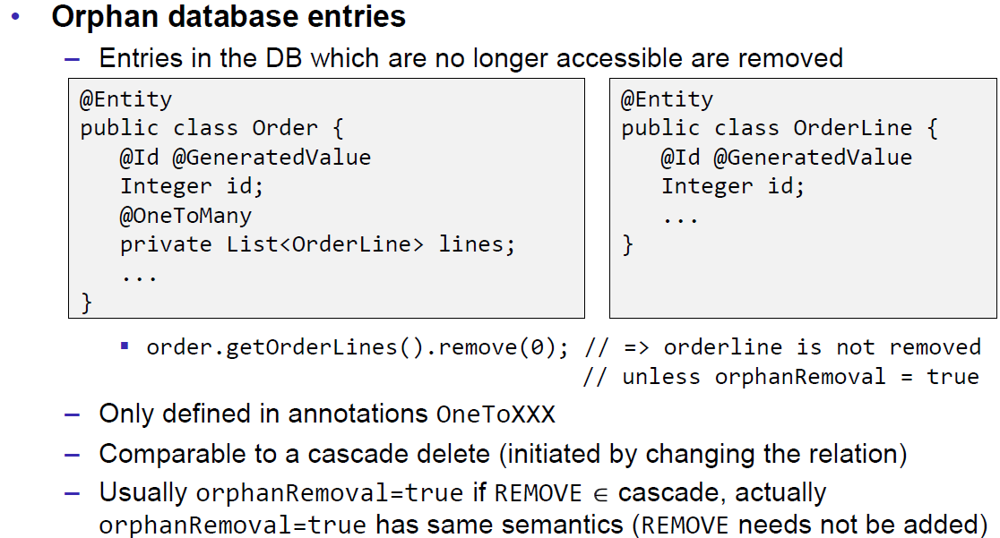 • Orphan database entries
– Entries in the DB which are no longer accessible are removed
@Entity
public class Order {
@Id @GeneratedValue
Integer id;
@OneToMany
private List<OrderLine> lines;
...
}
@Entity
public class OrderLine {
@Id @GeneratedValue
Integer id;
...
}
▪ order.getOrderLines().remove(0); // => orderline is not removed
// unless orphanRemoval = true
– Only defined in annotations OneToXXX
– Comparable to a cascade delete (initiated by changing the relation)
– Usually orphanRemoval=true if REMOVE ∈ cascade, actually
orphanRemoval=true has same semantics (REMOVE needs not be added)